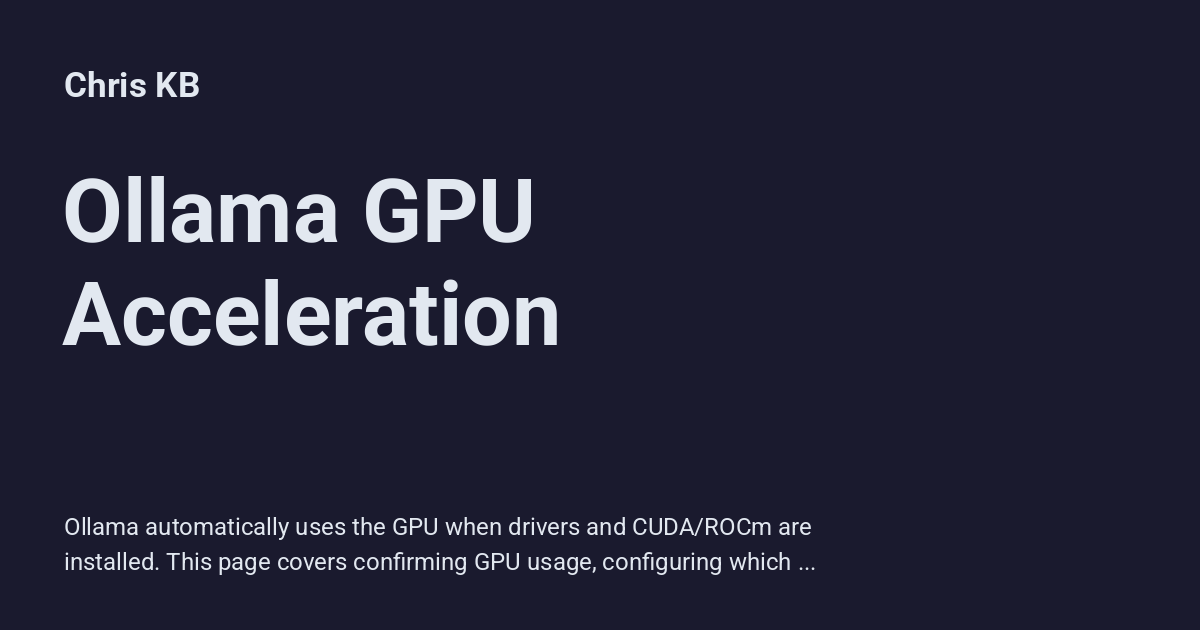 Chris KB
Ollama GPU
Acceleration
Ollama automatically uses the GPU when drivers and CUDA/ROCm are
installed. This page covers confirming GPU usage, configuring which ...